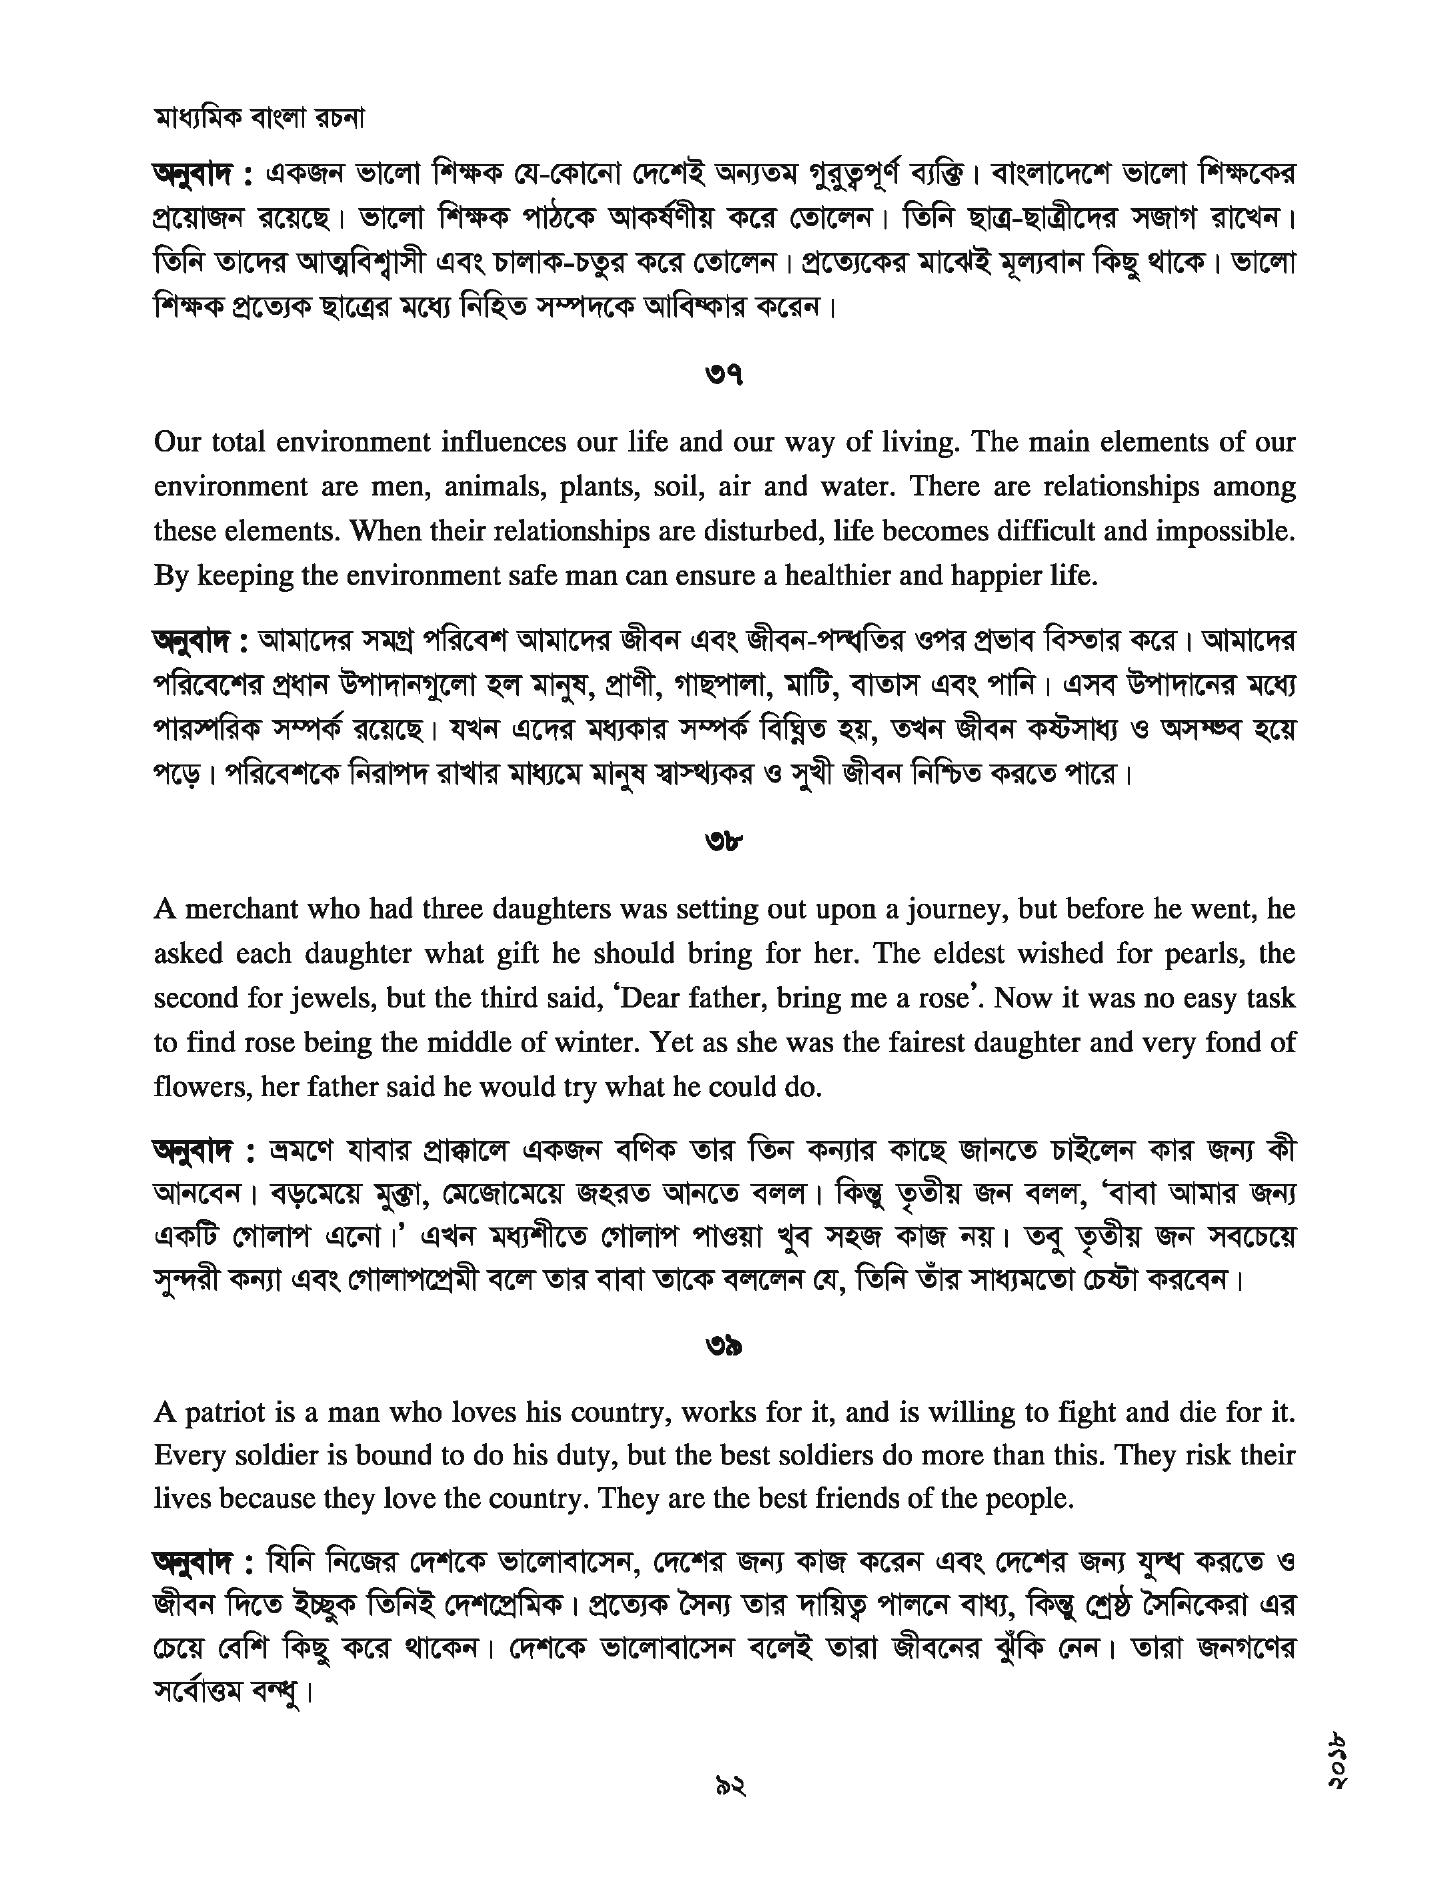 মাধ্যমিক বাংলা রচনা
অনুবাদ : একজন ভালো শিক্ষক যে-কোনো দেশেই অন্যতম গুরুত্বপূর্ণ ব্যক্তি। বাংলাদেশে ভালো শিক্ষকের
প্রয়োজন রয়েছে। ভালো শিক্ষক পাঠকে আকর্ষণীয় করে তোলেন। তিনি ছাত্র-ছাত্রীদের সজাগ রাখেন।
তিনি তাদের আত্মবিশ্বাসী এবং চালাক-চতুর করে তোলেন। প্রত্যেকের মাঝেই মূল্যবান কিছু থাকে। ভালো
শিক্ষক প্রত্যেক ছাত্রের মধ্যে নিহিত সম্পদকে আবিষ্কার করেন।
৩৭
Our total environment influences our life and our way of living. The main elements of our
environment are men, animals, plants, soil, air and water. There are relationships among
these elements. When their relationships are disturbed, life becomes difficult and impossible.
By keeping the environment safe man can ensure a healthier and happier life.
অনুবাদ : আমাদের সমগ্র পরিবেশ আমাদের জীবন এবং জীবন-পদ্ধতির ওপর প্রভাব বিস্তার করে। আমাদের
পরিবেশের প্রধান উপাদানগুলো হল মানুষ, প্রাণী, গাছপালা, মাটি, বাতাস এবং পানি। এসব উপাদানের মধ্যে
পারস্পরিক সম্পর্ক রয়েছে। যখন এদের মধ্যকার সম্পর্ক বিঘ্নিত হয়, তখন জীবন কষ্টসাধ্য ও অসম্ভব হয়ে
পড়ে। পরিবেশকে নিরাপদ রাখার মাধ্যমে মানুষ স্বাস্থ্যকর ও সুখী জীবন নিশ্চিত করতে পারে।
৩৮
A merchant who had three daughters was setting out upon a journey, but before he went, he
asked each daughter what gift he should bring for her. The eldest wished for pearls, the
second for jewels, but the third said, ‘Dear father, bring me a rose’. Now it was no easy task
to find rose being the middle of winter. Yet as she was the fairest daughter and very fond of
flowers, her father said he would try what he could do.
অনুবাদ : ভ্রমণে যাবার প্রাক্কালে একজন বণিক তার তিন কন্যার কাছে জানতে চাইলেন কার জন্য কী
আনবেন। বড়মেয়ে মুক্তা, মেজোমেয়ে জহরত আনতে বলল। কিন্তু তৃতীয় জন বলল, ‘বাবা আমার জন্য
একটি গোলাপ এনো।’ এখন মধ্যশীতে গোলাপ পাওয়া খুব সহজ কাজ নয়। তবু তৃতীয় জন সবচেয়ে
সুন্দরী কন্যা এবং গোলাপপ্রেমী বলে তার বাবা তাকে বললেন যে, তিনি তাঁর সাধ্যমতো চেষ্টা করবেন।
৩৯
A patriot is a man who loves his country, works for it, and is willing to fight and die for it.
Every soldier is bound to do his duty, but the best soldiers do more than this. They risk their
lives because they love the country. They are the best friends of the people.
অনুবাদ : যিনি নিজের দেশকে ভালোবাসেন, দেশের জন্য কাজ করেন এবং দেশের জন্য যুদ্ধ করতে ও
জীবন দিতে ইচ্ছুক তিনিই দেশপ্রেমিক। প্রত্যেক সৈন্য তার দায়িত্ব পালনে বাধ্য, কিন্তু শ্রেষ্ঠ সৈনিকেরা এর
চেয়ে বেশি কিছু করে থাকেন। দেশকে ভালোবাসেন বলেই তারা জীবনের ঝুঁকি নেন। তারা জনগণের
সর্বোত্তম বন্ধু।
৯২
২০১৮